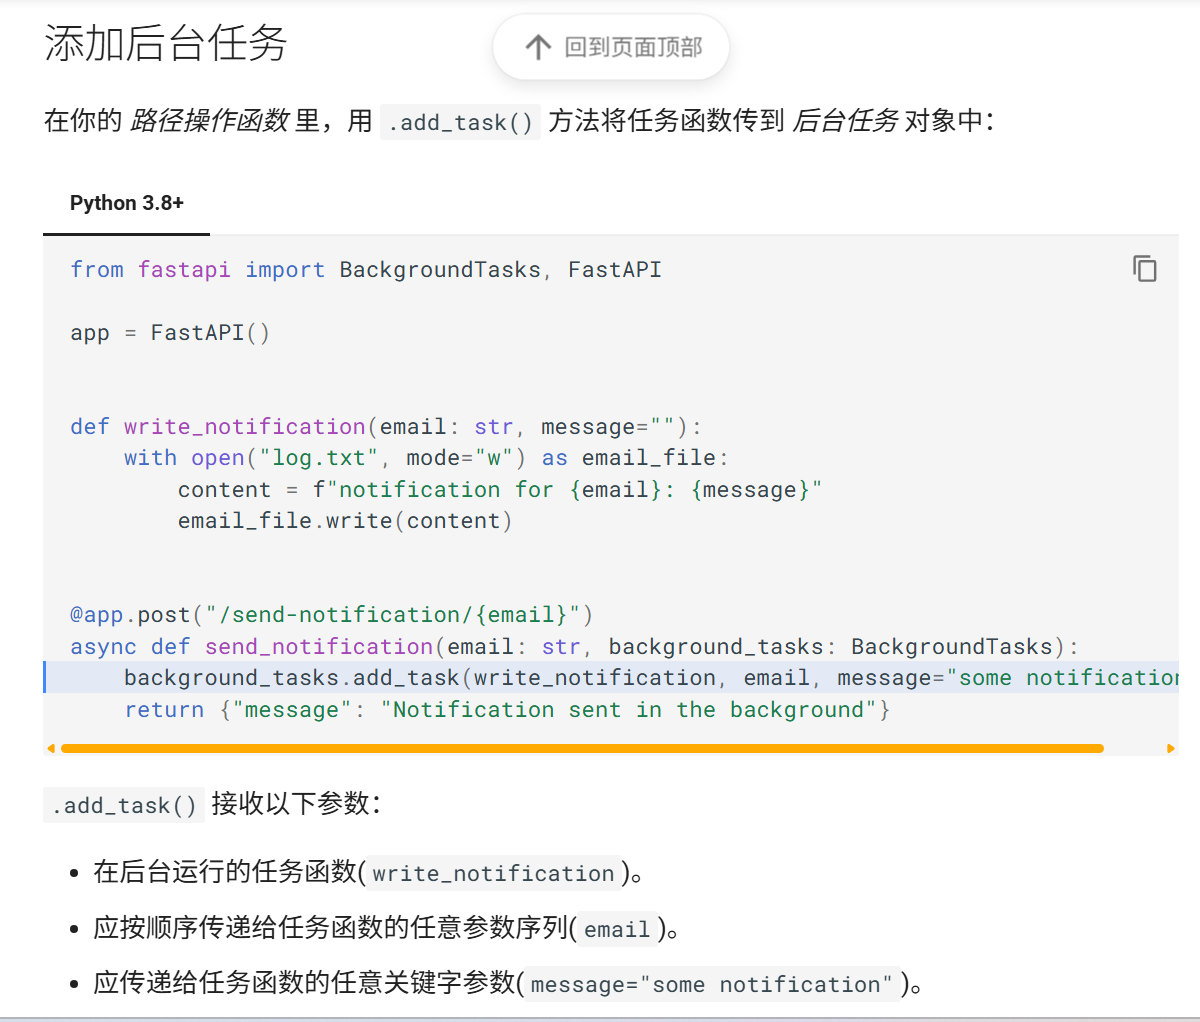 添加后台任务
回到页面顶部
在你的 路径操作函数 里，用 .add_task() 方法将任务函数传到 后台任务 对象中：
Python 3.8+
from fastapi import BackgroundTasks, FastAPI
app = FastAPI()
def write_notification(email: str, message=""):
    with open("log.txt", mode="w") as email_file:
        content = f"notification for {email}: {message}"
        email_file.write(content)
@app.post("/send-notification/{email}")
async def send_notification(email: str, background_tasks: BackgroundTasks):
    background_tasks.add_task(write_notification, email, message="some notification
    return {"message": "Notification sent in the background"}
.add_task() 接收以下参数：
• 在后台运行的任务函数(write_notification)。
• 应按顺序传递给任务函数的任意参数序列(email)。
• 应传递给任务函数的任意关键字参数(message="some notification")。